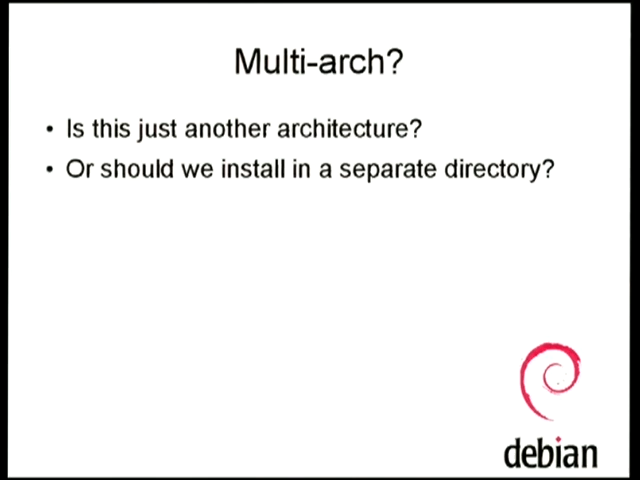 Multi-arch?
• Is this just another architecture?
• Or should we install in a separate directory?
debian